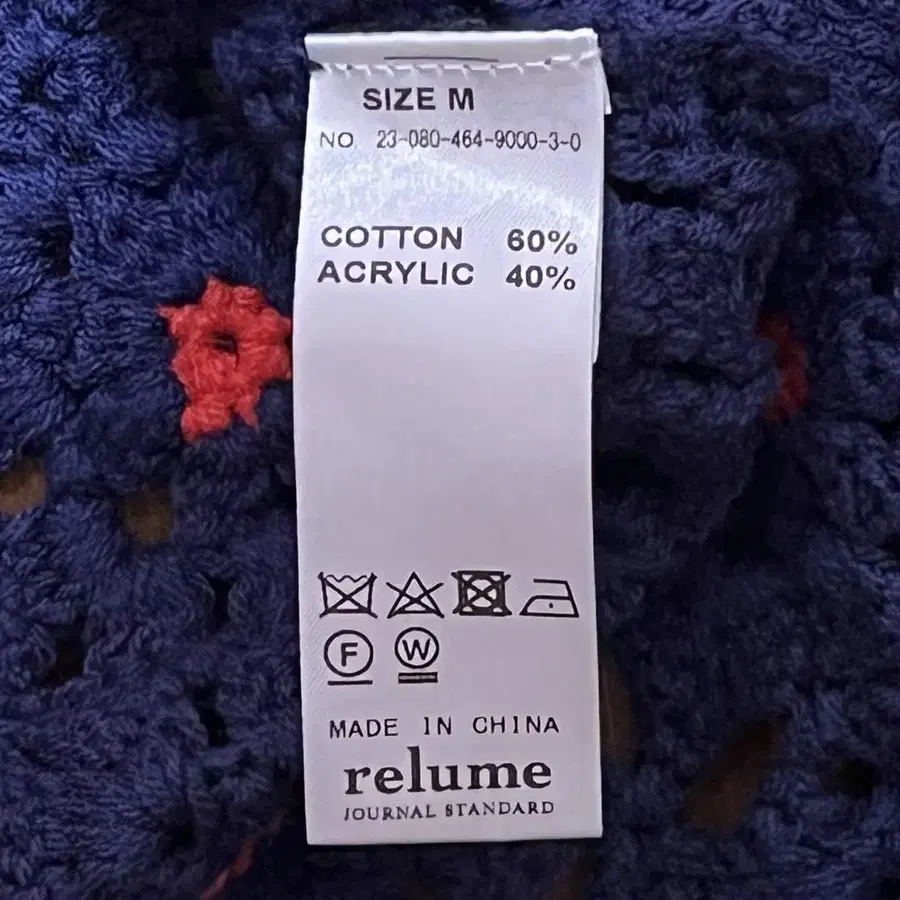 SIZE M
NO 23-080-464-9000-3-0
COTTON 60%
ACRYLIC 40%
F W
MADE IN CHINA
relume
JOURNAL STANDARD